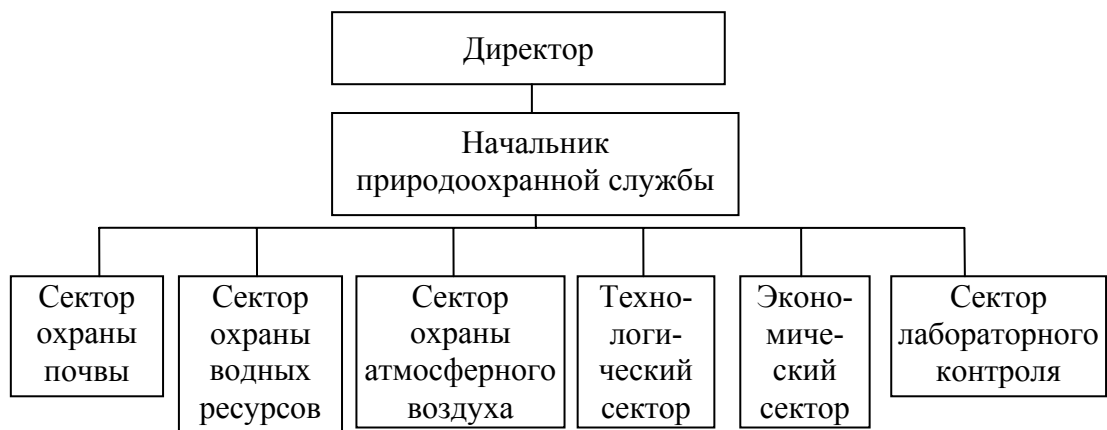 Директор
Начальник
природоохранной службы
Сектор
охраны
почвы
Сектор
охраны
водных
ресурсов
Сектор
охраны
атмосферного
воздуха
Техно-
логи-
ческий
сектор
Эконо-
миче-
ский
сектор
Сектор
лабораторного
контроля